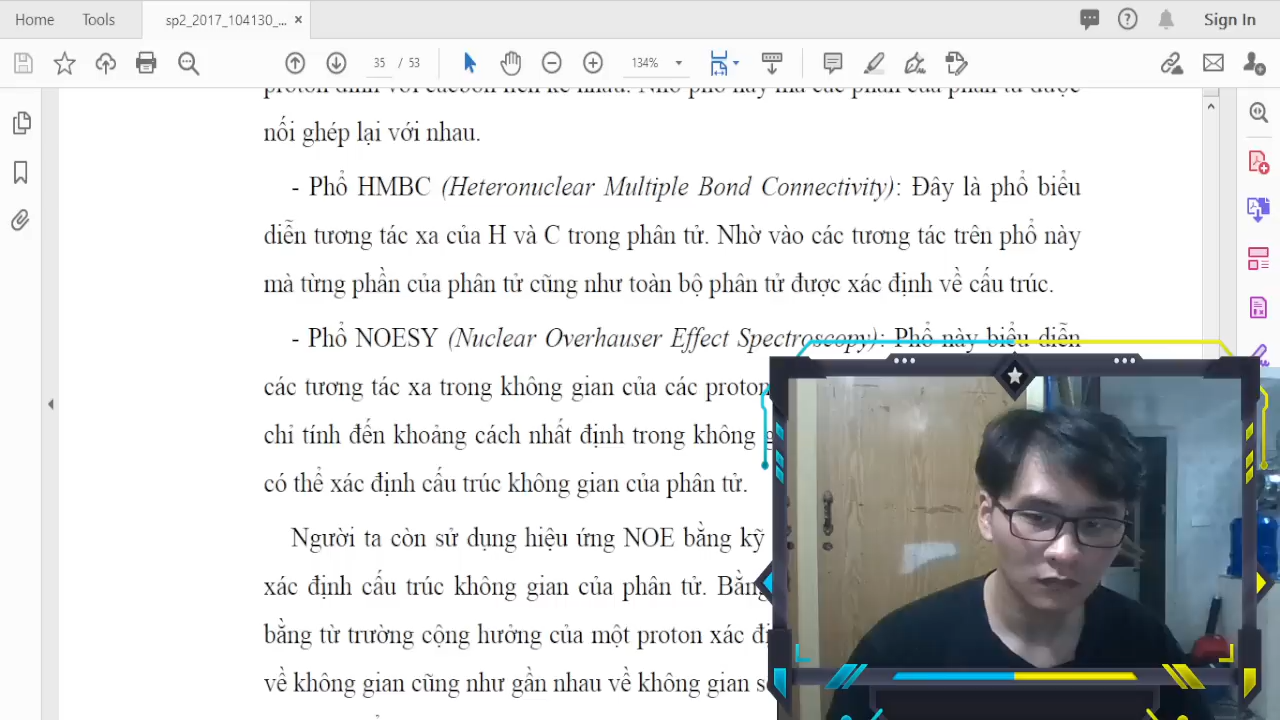 Home Tools sp2_2017_104130_... × Sign In
35 / 53 134%
nối ghép lại với nhau.
- Phổ HMBC (Heteronuclear Multiple Bond Connectivity): Đây là phổ biểu
diễn tương tác xa của H và C trong phân tử. Nhờ vào các tương tác trên phổ này
mà từng phần của phân tử cũng như toàn bộ phân tử được xác định về cấu trúc.
- Phổ NOESY (Nuclear Overhauser Effect Spectroscopy): Phổ này biểu diễn
các tương tác xa trong không gian của các proton
chỉ tính đến khoảng cách nhất định trong không
có thể xác định cấu trúc không gian của phân tử.
Người ta còn sử dụng hiệu ứng NOE bằng kỹ
xác định cấu trúc không gian của phân tử. Bằng
bằng từ trường cộng hưởng của một proton xác
về không gian cũng như gần nhau về không gian